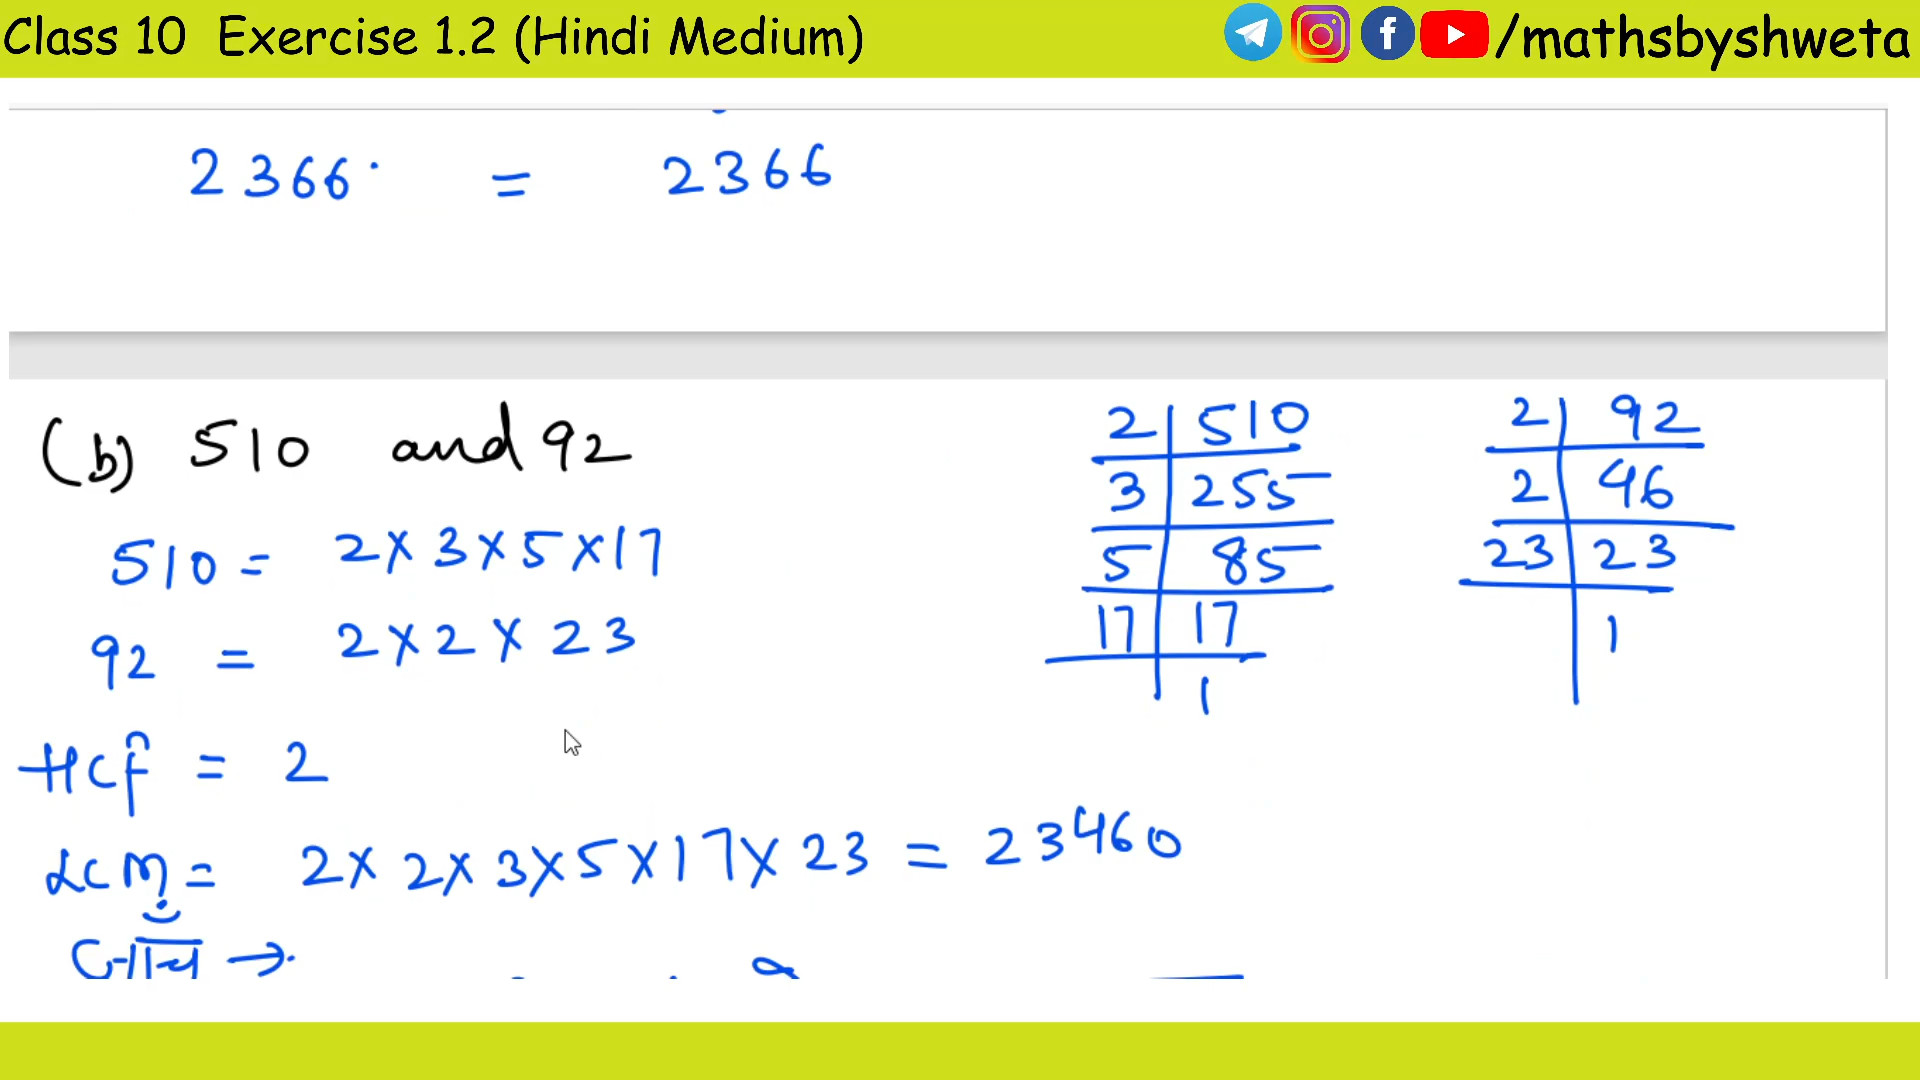 Class 10 Exercise 1.2 (Hindi Medium)
/mathsbyshweta
2366 = 2366
(b) 510 and 92
510 = 2 × 3 × 5 × 17
92 = 2 × 2 × 23
HCF = 2
LCM = 2 × 2 × 3 × 5 × 17 × 23 = 23460
2 | 510
3 | 255
5 | 85
17 | 17
1
2 | 92
2 | 46
23 | 23
1